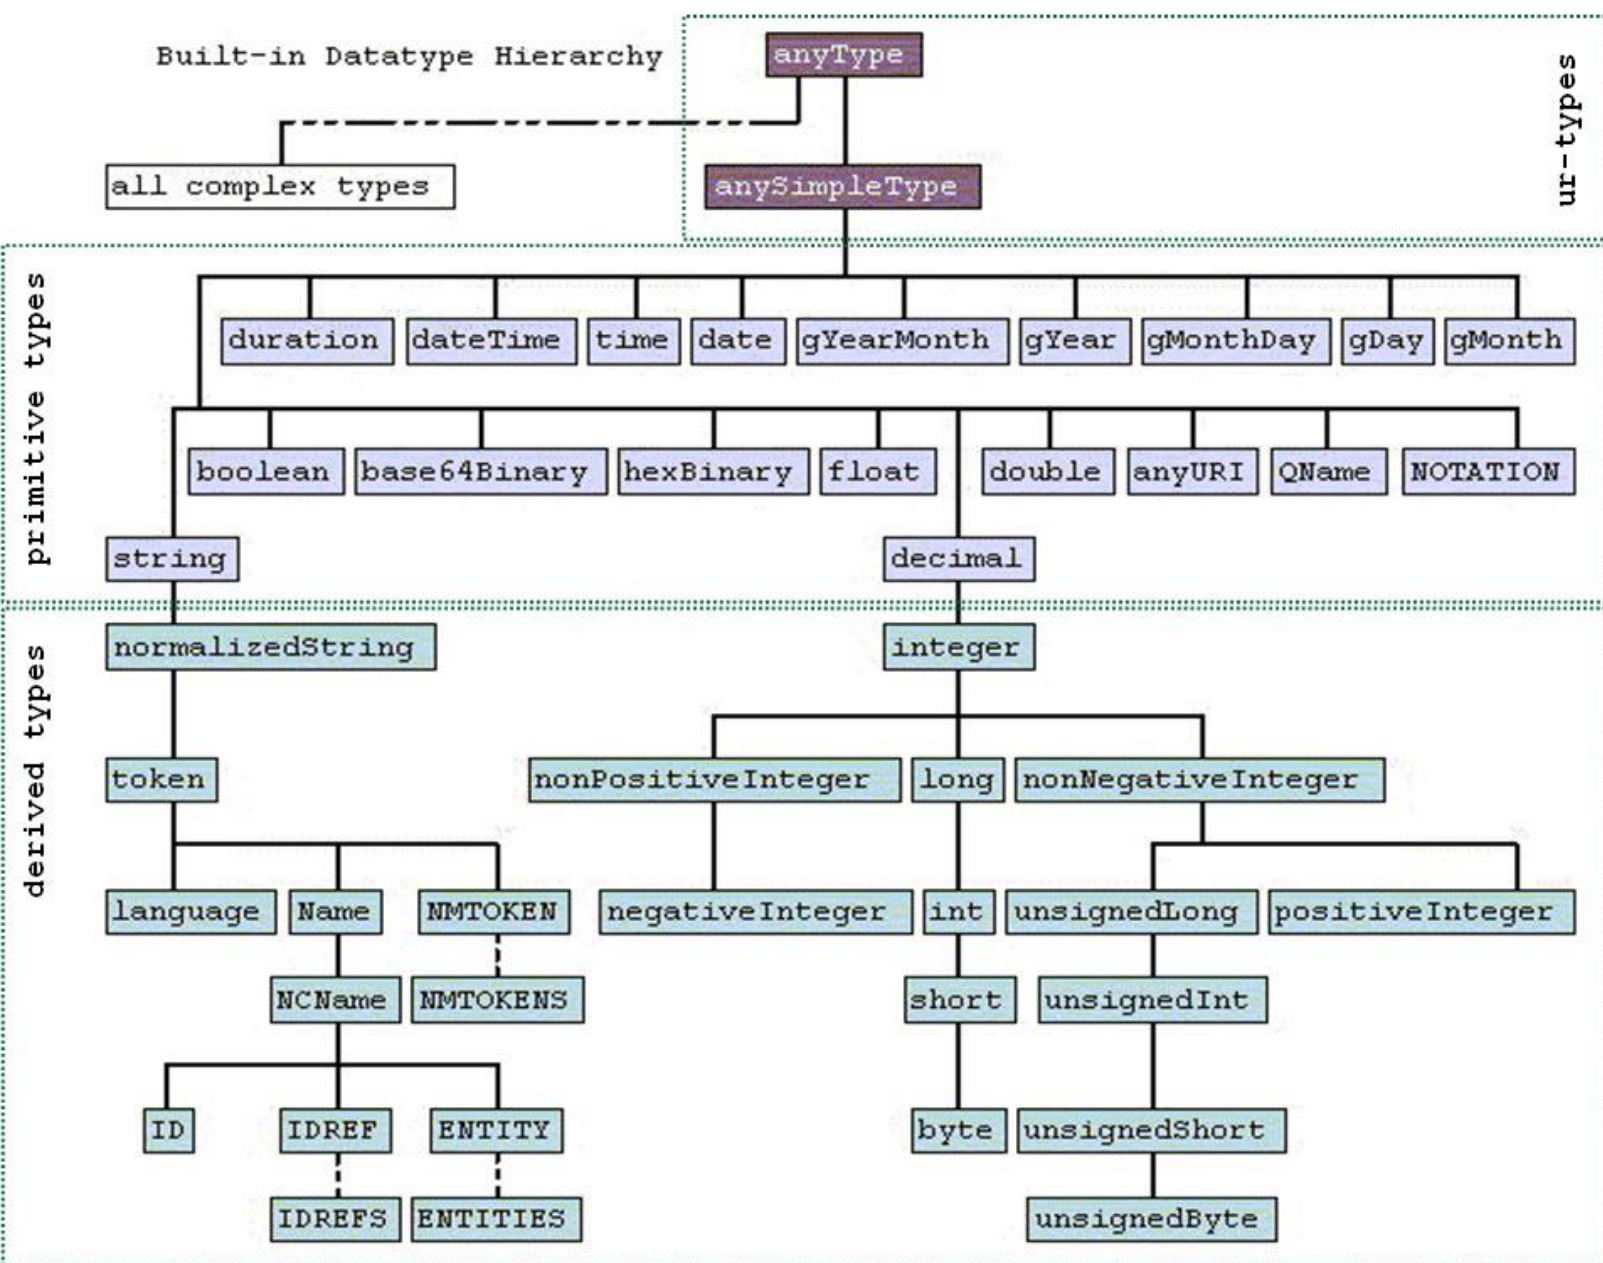 Built-in Datatype Hierarchy
anyType
ur-types
all complex types
anySimpleType
primitive types
duration dateTime time date gYearMonth gYear gMonthDay gDay gMonth
boolean base64Binary hexBinary float double anyURI QName NOTATION
string decimal
derived types
normalizedString integer
token nonPositiveInteger long nonNegativeInteger
language Name NMTOKEN negativeInteger int unsignedLong positiveInteger
NCName NMTOKENS short unsignedInt
ID IDREF ENTITY byte unsignedShort
IDREFS ENTITIES unsignedByte